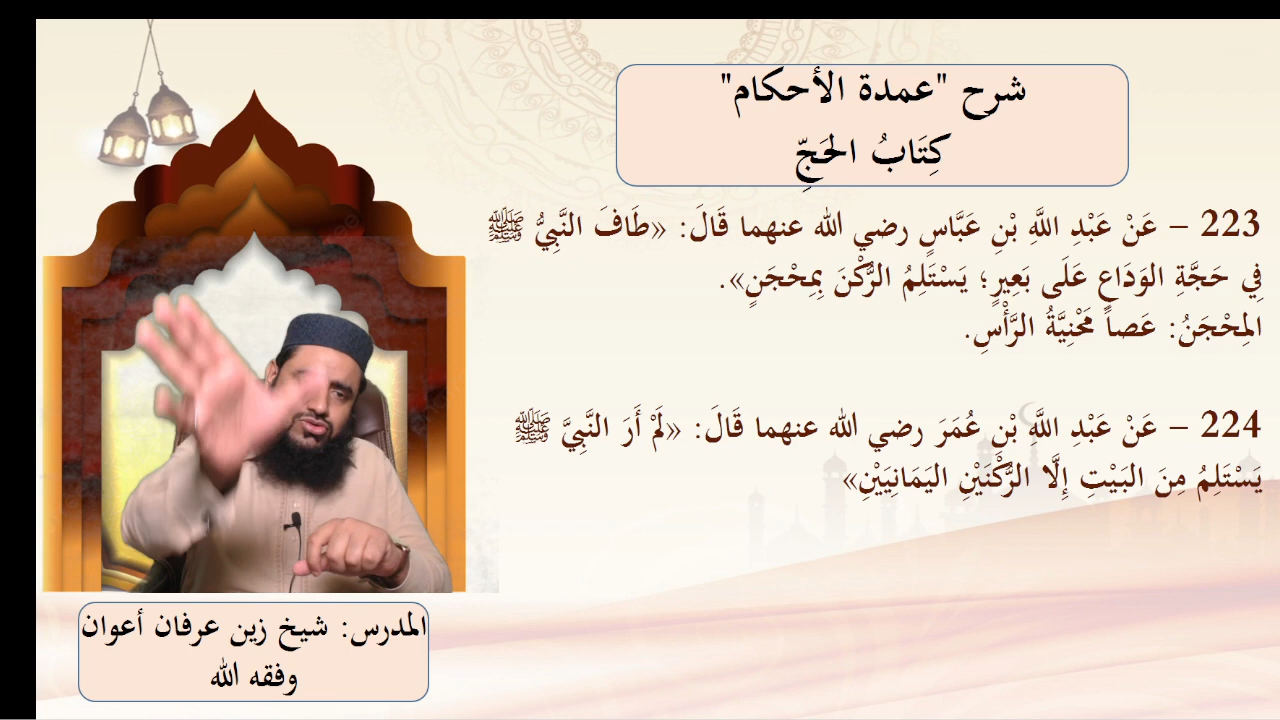 شرح "عمدة الأحكام"
كِتَابُ الحَجِّ
223 – عَنْ عَبْدِ اللَّهِ بْنِ عَبَّاسٍ رضي الله عنهما قَالَ: «طَافَ النَّبِيُّ ﷺ
فِي حَجَّةِ الوَدَاعِ عَلَى بَعِيرٍ؛ يَسْتَلِمُ الرُّكْنَ بِمِحْجَنٍ».
المِحْجَنُ: عَصاً مَحْنِيَّةُ الرَّأْسِ.
224 – عَنْ عَبْدِ اللَّهِ بْنِ عُمَرَ رضي الله عنهما قَالَ: «لَمْ أَرَ النَّبِيَّ ﷺ
يَسْتَلِمُ مِنَ البَيْتِ إِلَّا الرُّكْنَيْنِ اليَمَانِيَيْنِ»
المدرس: شيخ زين عرفان أعوان
وفقه الله